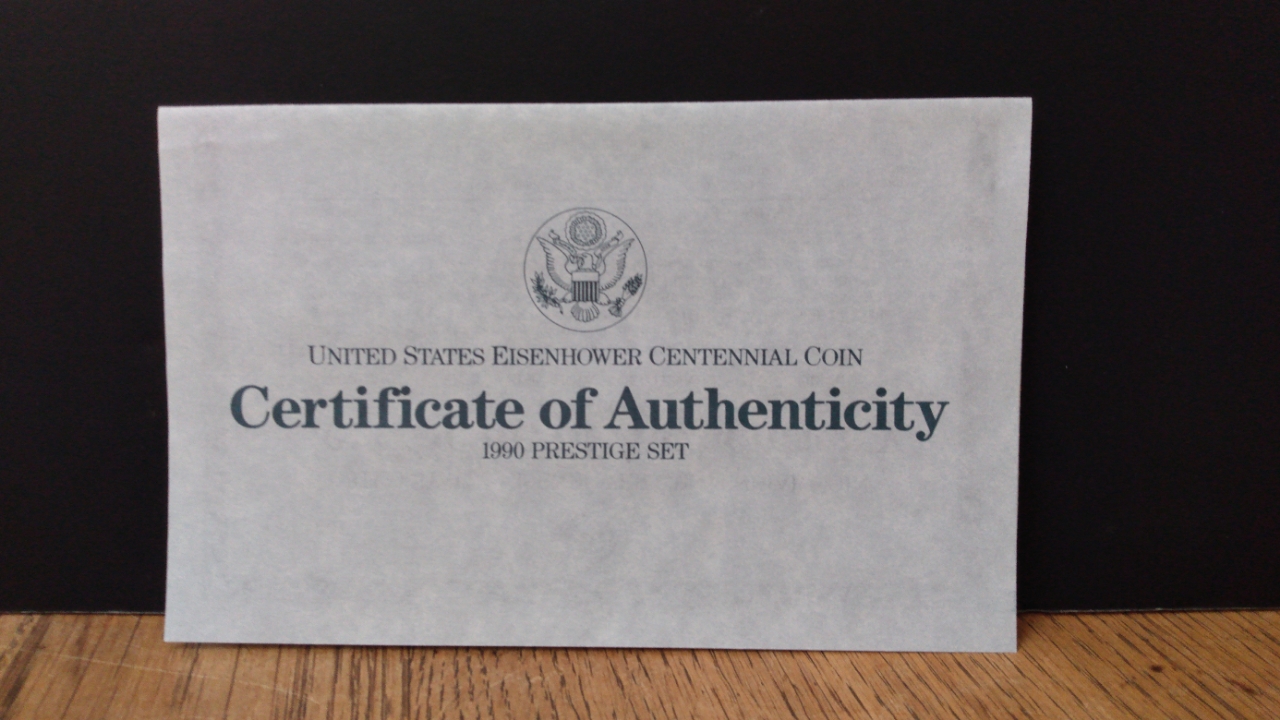 UNITED STATES EISENHOWER CENTENNIAL COIN
Certificate of Authenticity
1990 PRESTIGE SET